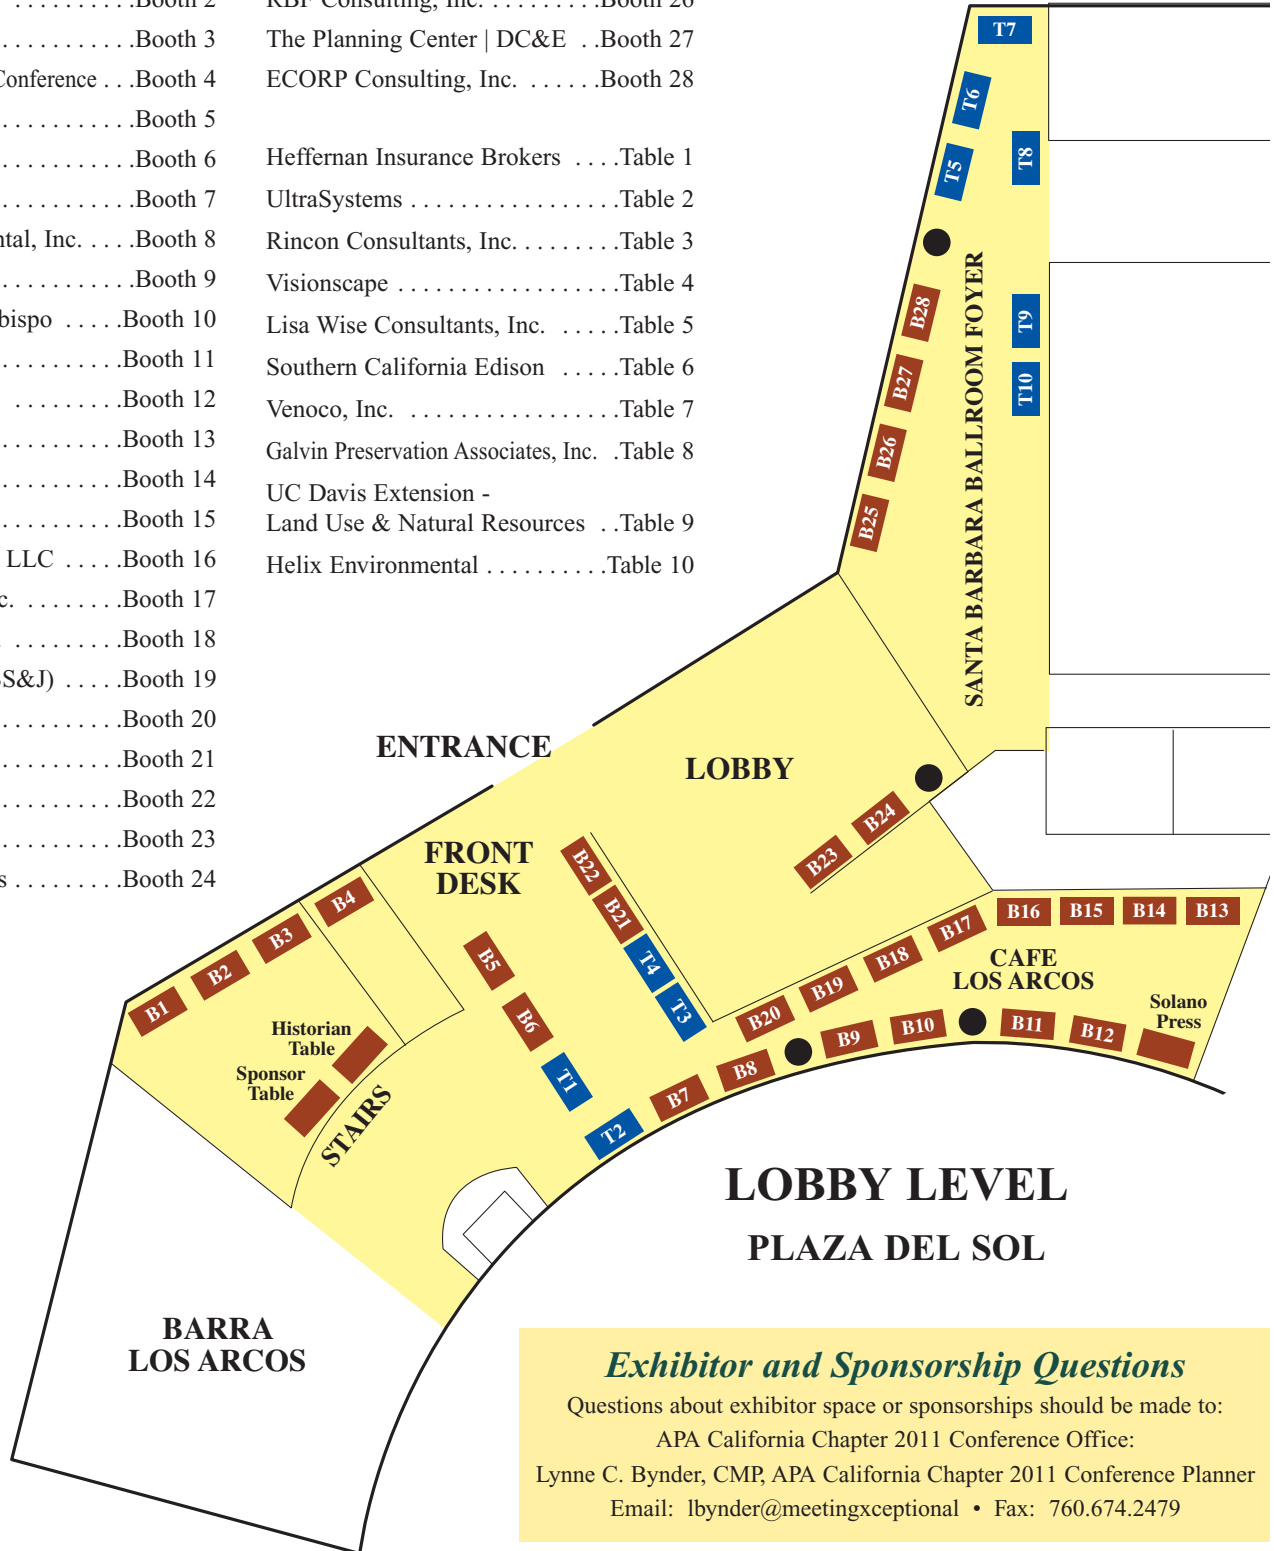 Booth 2
. . . . . . . . . . . .Booth 3
Conference . . .Booth 4
. . . . . . . . . . . .Booth 5
. . . . . . . . . . . .Booth 6
. . . . . . . . . . . .Booth 7
ntal, Inc. . . . .Booth 8
. . . . . . . . . . . .Booth 9
bispo . . . . .Booth 10
. . . . . . . . . . .Booth 11
. . . . . . . . .Booth 12
. . . . . . . . . . .Booth 13
. . . . . . . . . . .Booth 14
. . . . . . . . . . .Booth 15
LLC . . . . .Booth 16
c. . . . . . . . .Booth 17
. . . . . . . . .Booth 18
SS&J) . . . . .Booth 19
. . . . . . . . . . .Booth 20
. . . . . . . . . . .Booth 21
. . . . . . . . . . .Booth 22
. . . . . . . . . . .Booth 23
s . . . . . . . . .Booth 24
RBF Consulting, Inc. . . . . . . . . . .Booth 26
The Planning Center | DC&E . .Booth 27
ECORP Consulting, Inc. . . . . . .Booth 28
Heffernan Insurance Brokers . . . .Table 1
UltraSystems . . . . . . . . . . . . . . . . .Table 2
Rincon Consultants, Inc. . . . . . . . .Table 3
Visionscape . . . . . . . . . . . . . . . . . .Table 4
Lisa Wise Consultants, Inc. . . . . .Table 5
Southern California Edison . . . . .Table 6
Venoco, Inc. . . . . . . . . . . . . . . . . .Table 7
Galvin Preservation Associates, Inc. .Table 8
UC Davis Extension -
Land Use & Natural Resources . .Table 9
Helix Environmental . . . . . . . . . .Table 10
T7
T6
T5
T8
B28
T9
B27
T10
B26
B25
SANTA BARBARA BALLROOM FOYER
ENTRANCE
LOBBY
FRONT
DESK
B24
B23
B22
B21
T4
T3
B4
B3
B2
B1
B5
B6
T1
T2
B16
B15
B14
B13
B17
B18
B19
B20
CAFE
LOS ARCOS
B7
B8
B9
B10
B11
B12
Solano
Press
Historian
Table
Sponsor
Table
STAIRS
LOBBY LEVEL
PLAZA DEL SOL
BARRA
LOS ARCOS
Exhibitor and Sponsorship Questions
Questions about exhibitor space or sponsorships should be made to:
APA California Chapter 2011 Conference Office:
Lynne C. Bynder, CMP, APA California Chapter 2011 Conference Planner
Email: lbynder@meetingxceptional • Fax: 760.674.2479